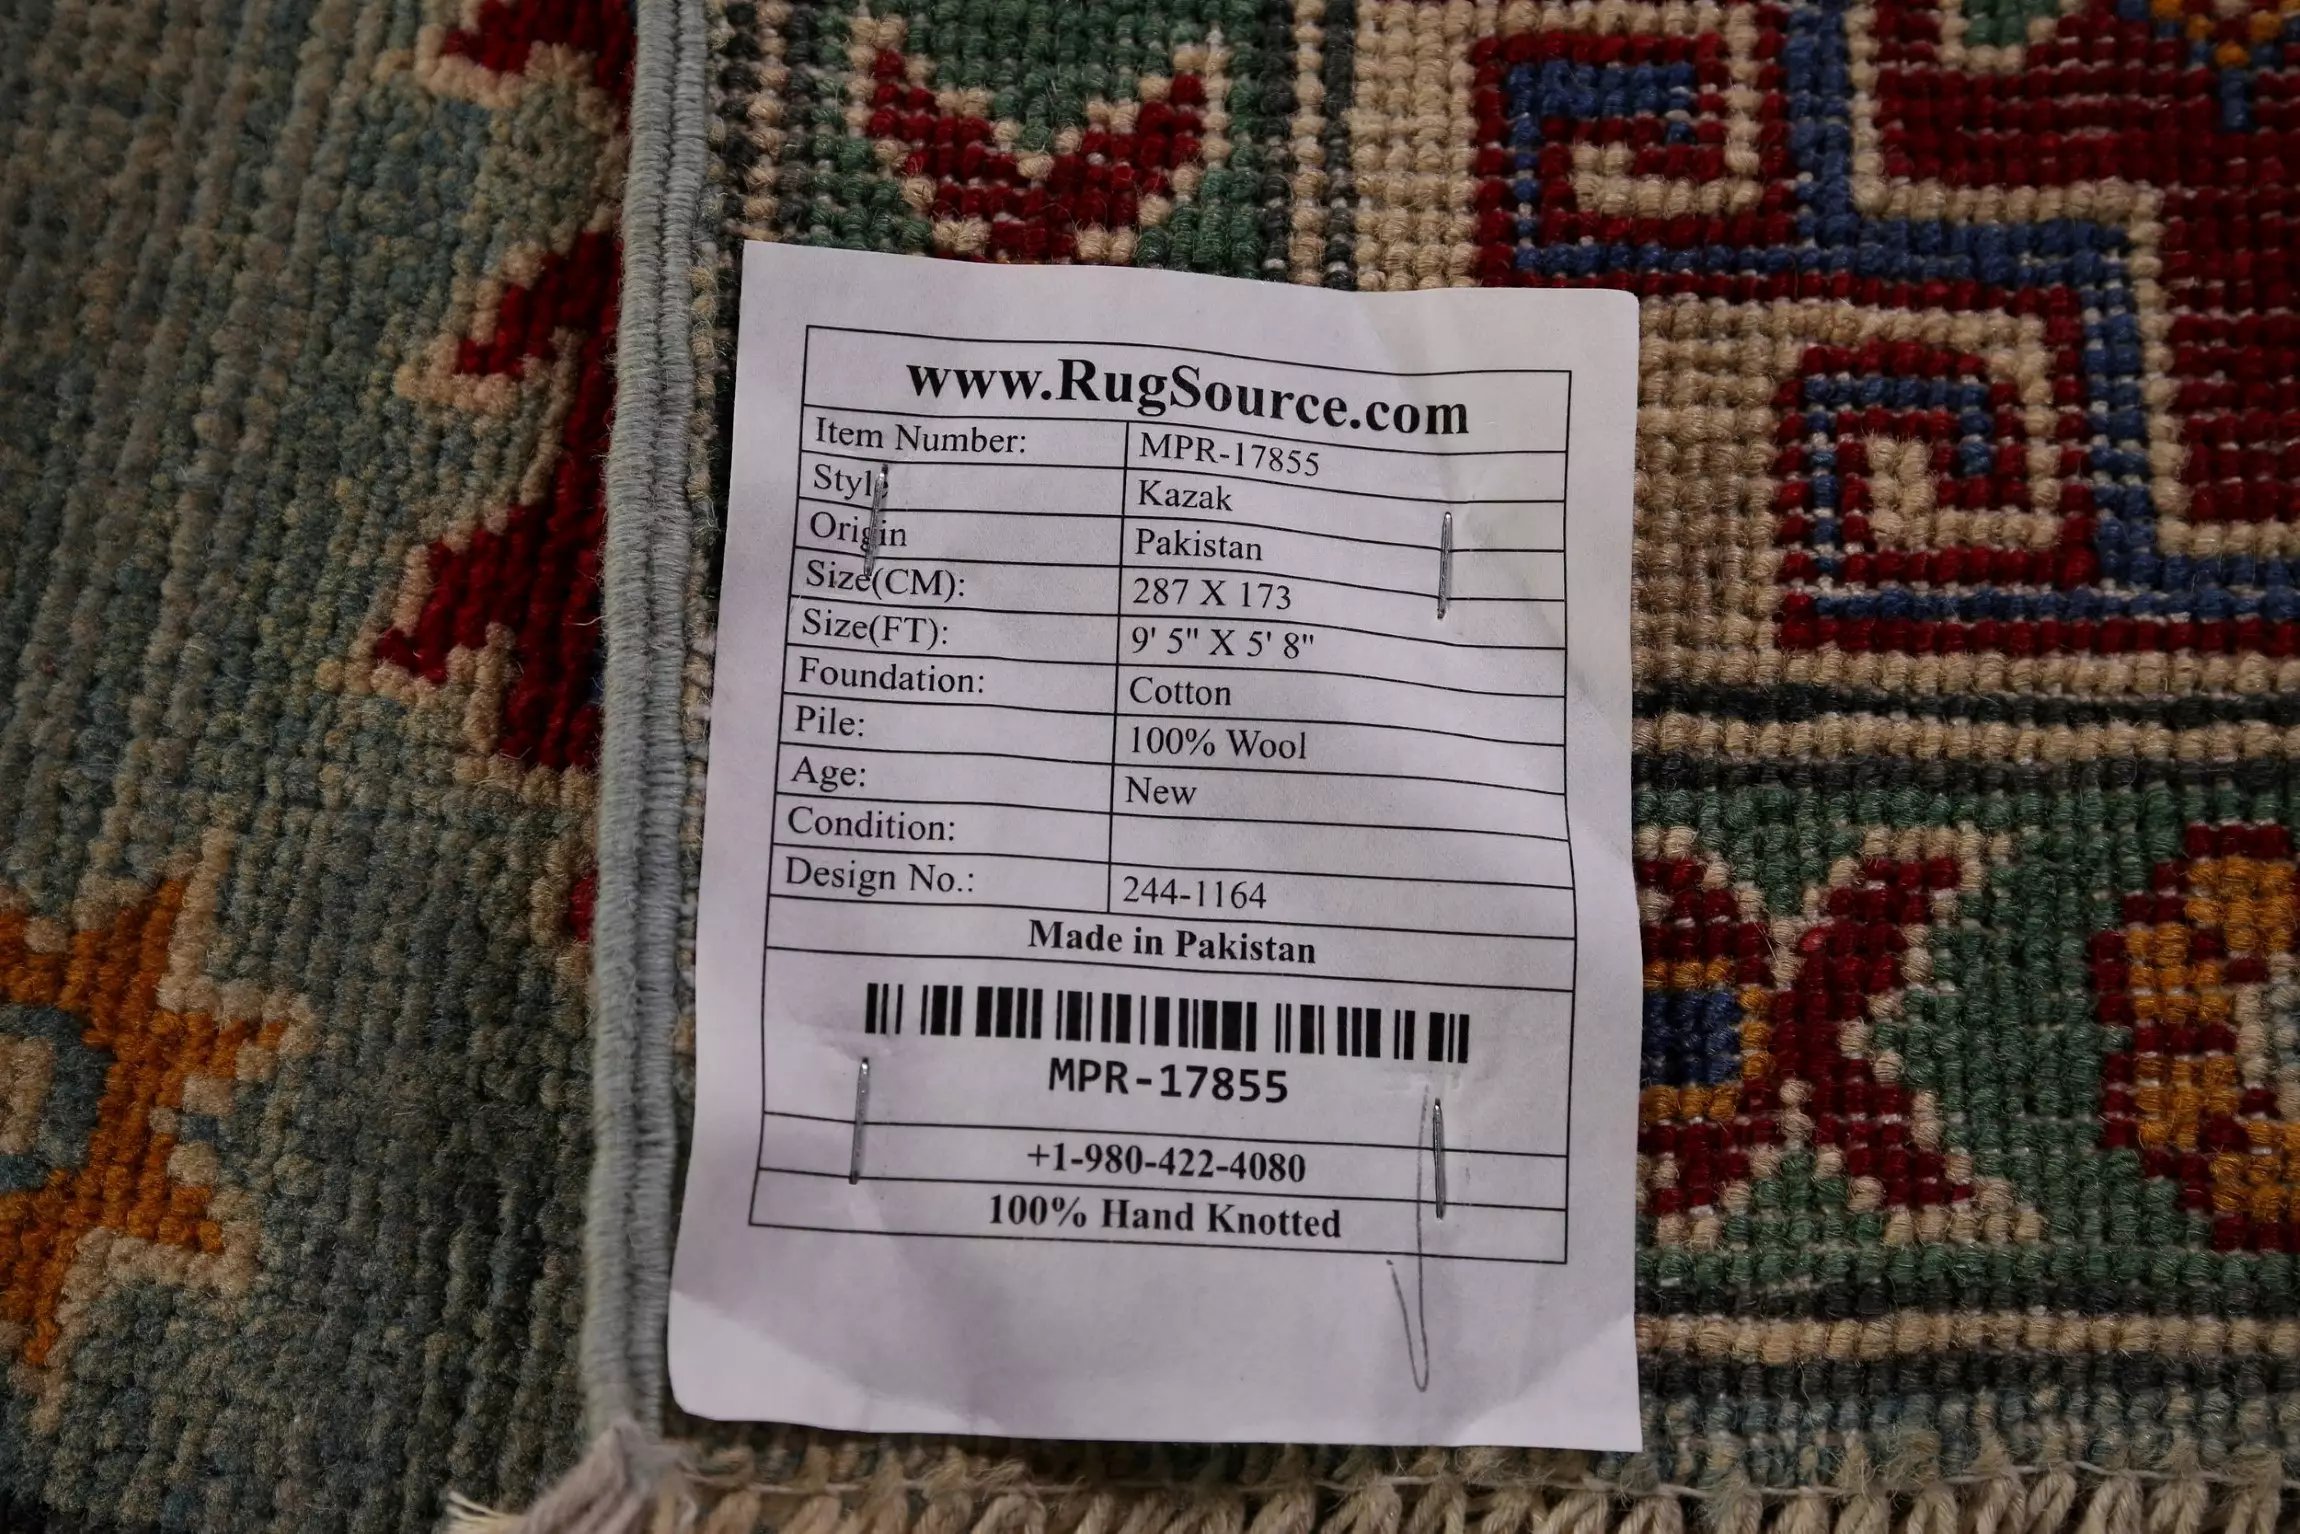 www.RugSource.com
Item Number: MPR-17855
Style Kazak
Origin Pakistan
Size(CM): 287 X 173
Size(FT): 9' 5" X 5' 8"
Foundation: Cotton
Pile: 100% Wool
Age: New
Condition:
Design No.: 244-1164
Made in Pakistan
MPR-17855
+1-980-422-4080
100% Hand Knotted